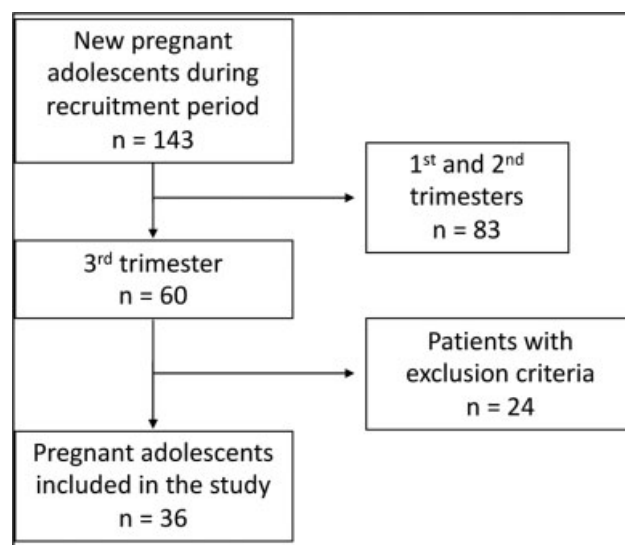 New pregnant
adolescents during
recruitment period
n = 143
1st and 2nd
trimesters
n = 83
3rd trimester
n = 60
Patients with
exclusion criteria
n = 24
Pregnant adolescents
included in the study
n = 36